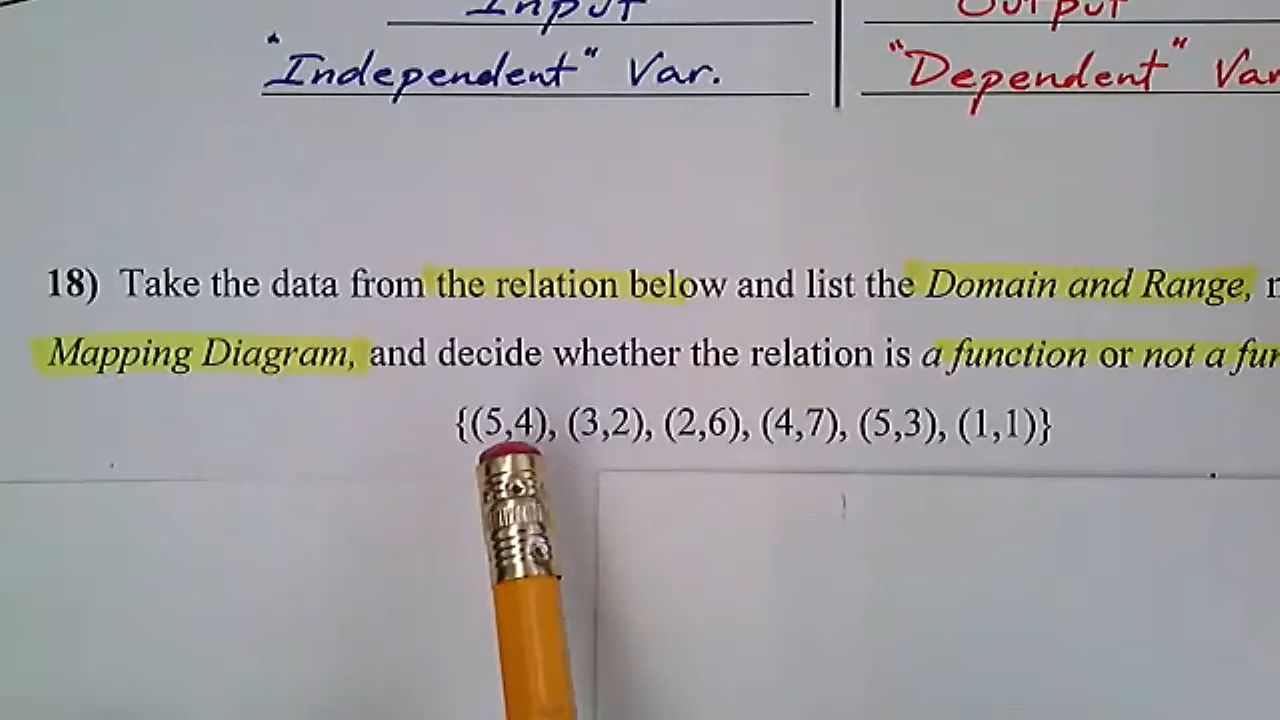 Input Output
"Independent" Var. "Dependent" Var
18) Take the data from the relation below and list the Domain and Range,
Mapping Diagram, and decide whether the relation is a function or not a fun
{(5,4), (3,2), (2,6), (4,7), (5,3), (1,1)}